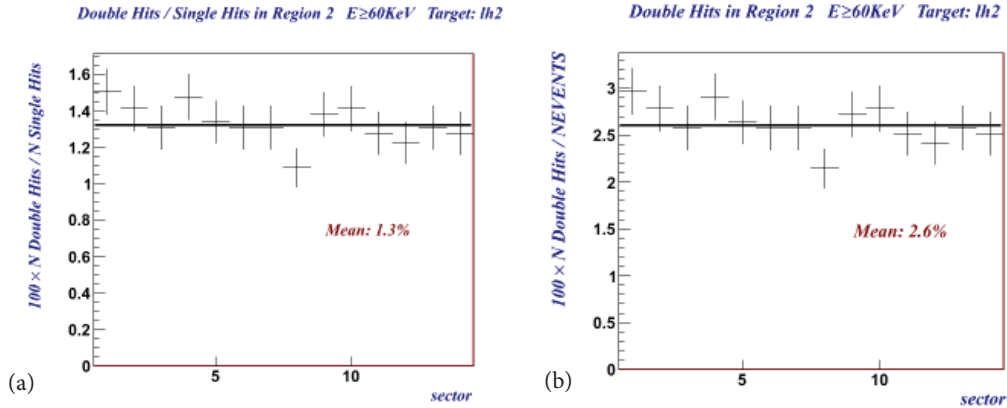 Double Hits / Single Hits in Region 2 E≥60KeV Target: lh2
100 × N Double Hits / N Single Hits
1.6
1.4
1.2
1
0.8
0.6
0.4
0.2
0
Mean: 1.3%
5
10
sector
(a)
Double Hits in Region 2 E≥60KeV Target: lh2
100 × N Double Hits / NEVENTS
3
2.5
2
1.5
1
0.5
0
Mean: 2.6%
5
10
sector
(b)